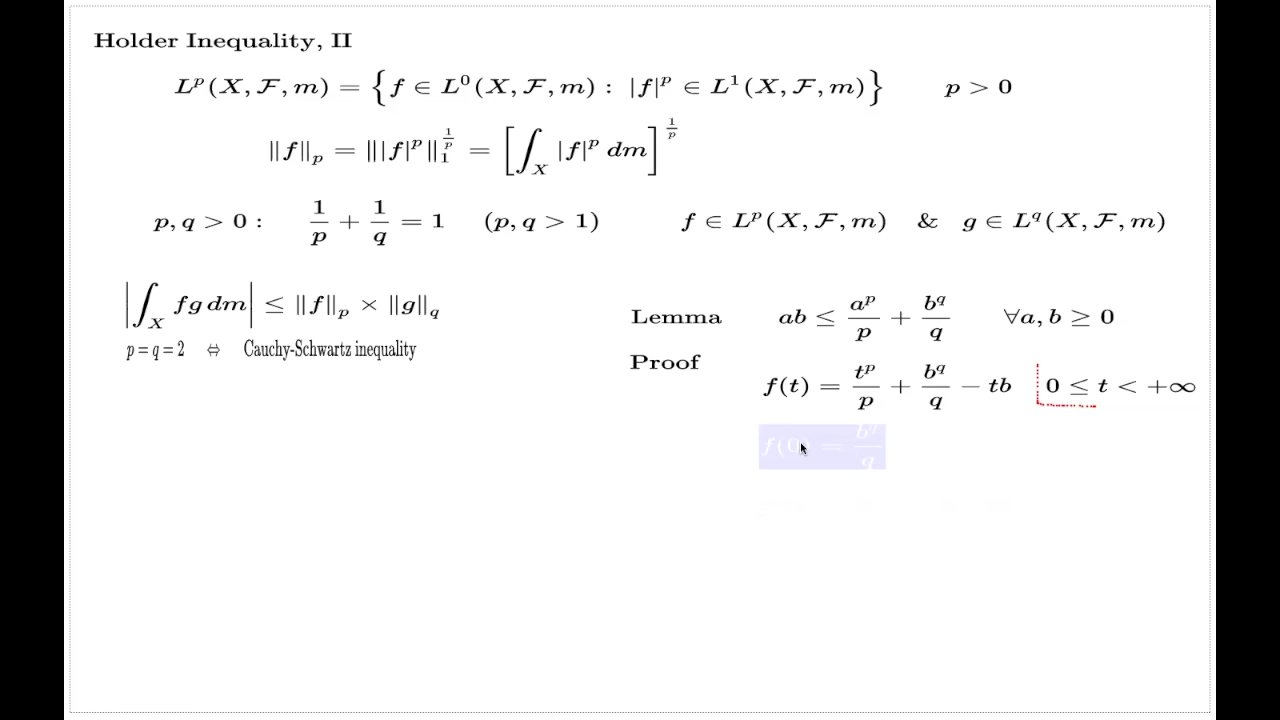 Holder Inequality, II
L^p(X, ℱ, m) = { f ∈ L^0(X, ℱ, m) : |f|^p ∈ L^1(X, ℱ, m) } p > 0
‖f‖_p = ‖|f|^p‖_1^{1/p} = [ ∫_X |f|^p dm ]^{1/p}
p, q > 0 : 1/p + 1/q = 1 (p, q > 1) f ∈ L^p(X, ℱ, m) & g ∈ L^q(X, ℱ, m)
| ∫_X fg dm | ≤ ‖f‖_p × ‖g‖_q
p = q = 2 ⇔ Cauchy-Schwartz inequality
Lemma ab ≤ a^p/p + b^q/q ∀a, b ≥ 0
Proof
f(t) = t^p/p + b^q/q − tb 0 ≤ t < +∞
f(0) = b^q/q